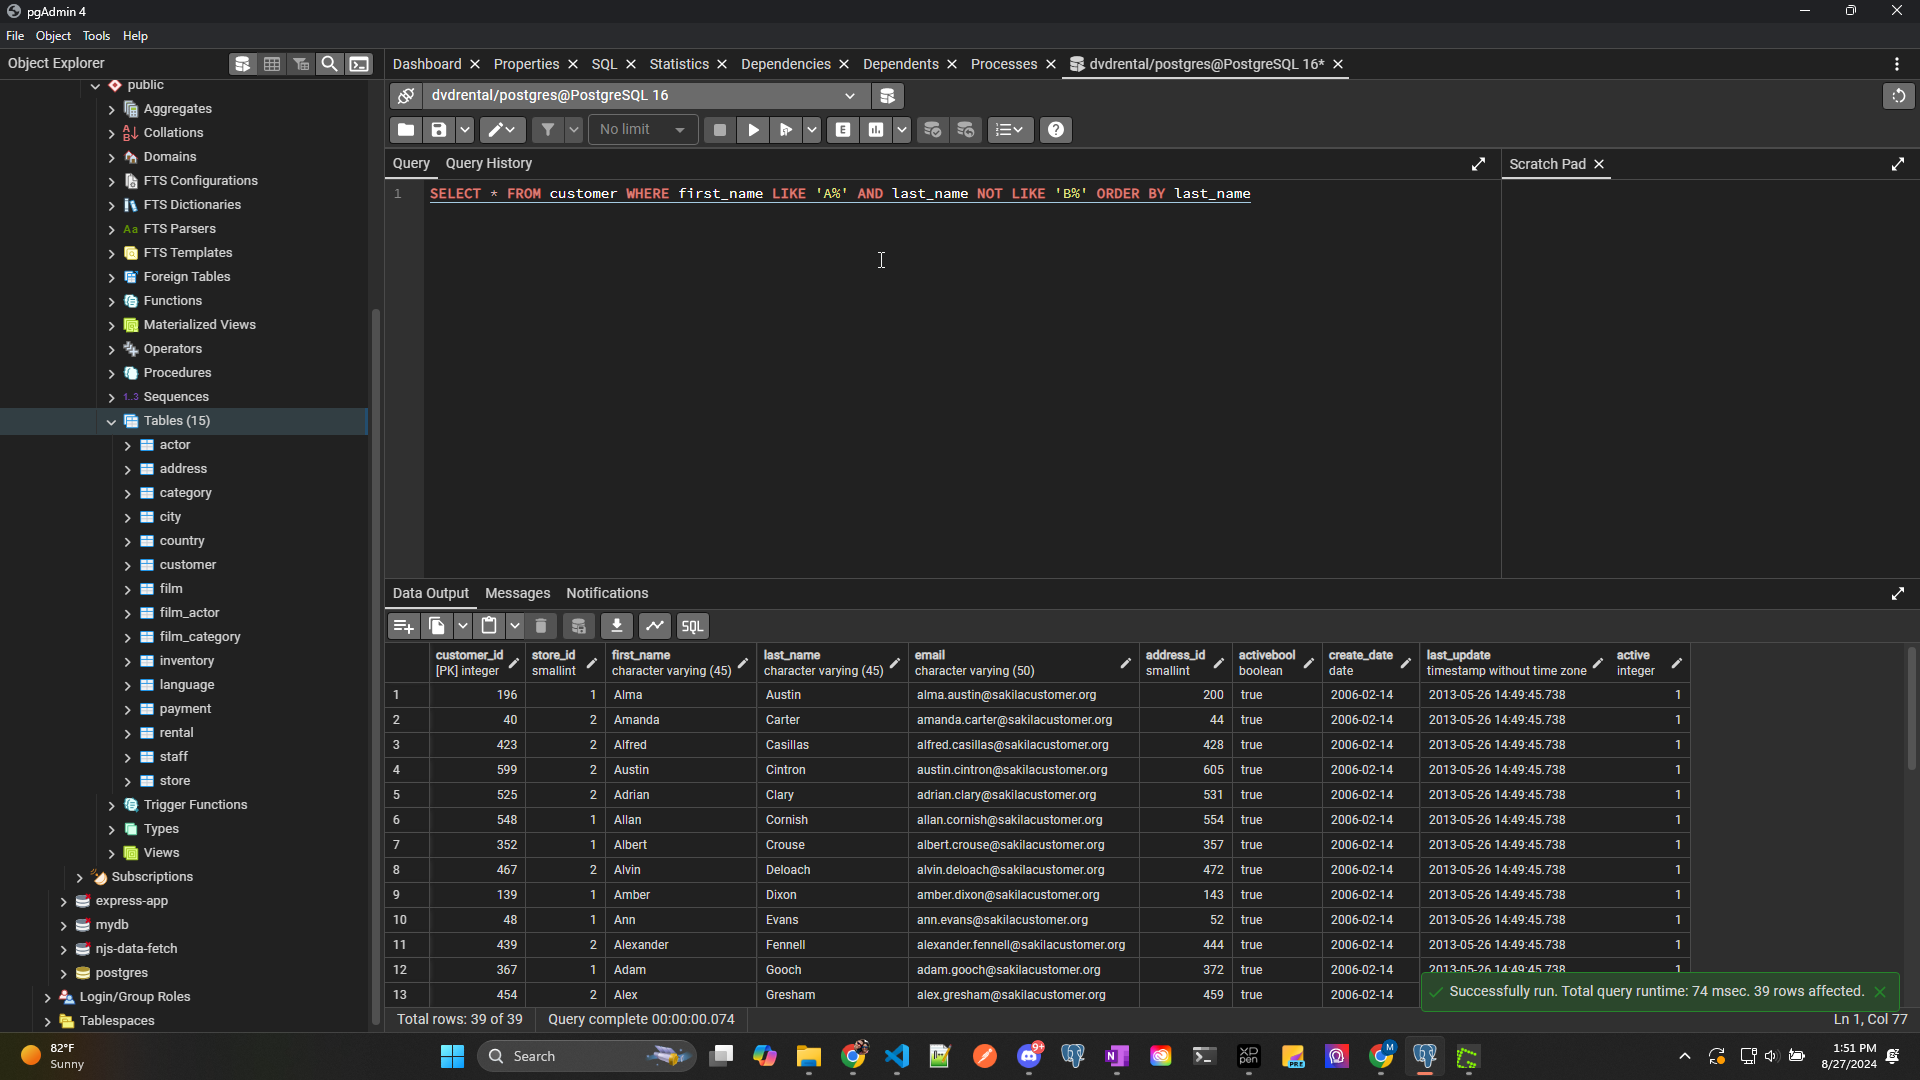 pgAdmin 4
File Object Tools Help
Object Explorer
public
Aggregates
Collations
Domains
FTS Configurations
FTS Dictionaries
Aa FTS Parsers
FTS Templates
Foreign Tables
Functions
Materialized Views
Operators
Procedures
1..3 Sequences
Tables (15)
actor
address
category
city
country
customer
film
film_actor
film_category
inventory
language
payment
rental
staff
store
Trigger Functions
Types
Views
Subscriptions
express-app
mydb
njs-data-fetch
postgres
Login/Group Roles
Tablespaces
Dashboard Properties SQL Statistics Dependencies Dependents Processes dvdrental/postgres@PostgreSQL 16*
dvdrental/postgres@PostgreSQL 16
No limit E
Query Query History
Scratch Pad
1 SELECT * FROM customer WHERE first_name LIKE 'A%' AND last_name NOT LIKE 'B%' ORDER BY last_name
Data Output Messages Notifications
SQL
customer_id store_id first_name last_name email address_id activebool create_date last_update active
[PK] integer smallint character varying (45) character varying (45) character varying (50) smallint boolean date timestamp without time zone integer
1 196 1 Alma Austin alma.austin@sakilacustomer.org 200 true 2006-02-14 2013-05-26 14:49:45.738 1
2 40 2 Amanda Carter amanda.carter@sakilacustomer.org 44 true 2006-02-14 2013-05-26 14:49:45.738 1
3 423 2 Alfred Casillas alfred.casillas@sakilacustomer.org 428 true 2006-02-14 2013-05-26 14:49:45.738 1
4 599 2 Austin Cintron austin.cintron@sakilacustomer.org 605 true 2006-02-14 2013-05-26 14:49:45.738 1
5 525 2 Adrian Clary adrian.clary@sakilacustomer.org 531 true 2006-02-14 2013-05-26 14:49:45.738 1
6 548 1 Allan Cornish allan.cornish@sakilacustomer.org 554 true 2006-02-14 2013-05-26 14:49:45.738 1
7 352 1 Albert Crouse albert.crouse@sakilacustomer.org 357 true 2006-02-14 2013-05-26 14:49:45.738 1
8 467 2 Alvin Deloach alvin.deloach@sakilacustomer.org 472 true 2006-02-14 2013-05-26 14:49:45.738 1
9 139 1 Amber Dixon amber.dixon@sakilacustomer.org 143 true 2006-02-14 2013-05-26 14:49:45.738 1
10 48 1 Ann Evans ann.evans@sakilacustomer.org 52 true 2006-02-14 2013-05-26 14:49:45.738 1
11 439 2 Alexander Fennell alexander.fennell@sakilacustomer.org 444 true 2006-02-14 2013-05-26 14:49:45.738 1
12 367 1 Adam Gooch adam.gooch@sakilacustomer.org 372 true 2006-02-14 2013-05-26 14:49:45.738 1
13 454 2 Alex Gresham alex.gresham@sakilacustomer.org 459 true 2006-02-14
Successfully run. Total query runtime: 74 msec. 39 rows affected.
Total rows: 39 of 39 Query complete 00:00:00.074
Ln 1, Col 77
82°F
Sunny
Search
9+
M
1:51 PM
8/27/2024